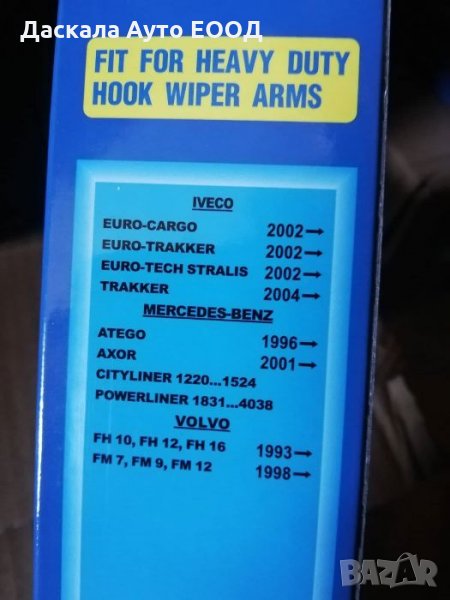 Даскала Ауто ЕООД
FIT FOR HEAVY DUTY
HOOK WIPER ARMS
IVECO
EURO-CARGO 2002→
EURO-TRAKKER 2002→
EURO-TECH STRALIS 2002→
TRAKKER 2004→
MERCEDES-BENZ
ATEGO 1996→
AXOR 2001→
CITYLINER 1220...1524
POWERLINER 1831...4038
VOLVO
FH 10, FH 12, FH 16 1993→
FM 7, FM 9, FM 12 1998→
BAZAR